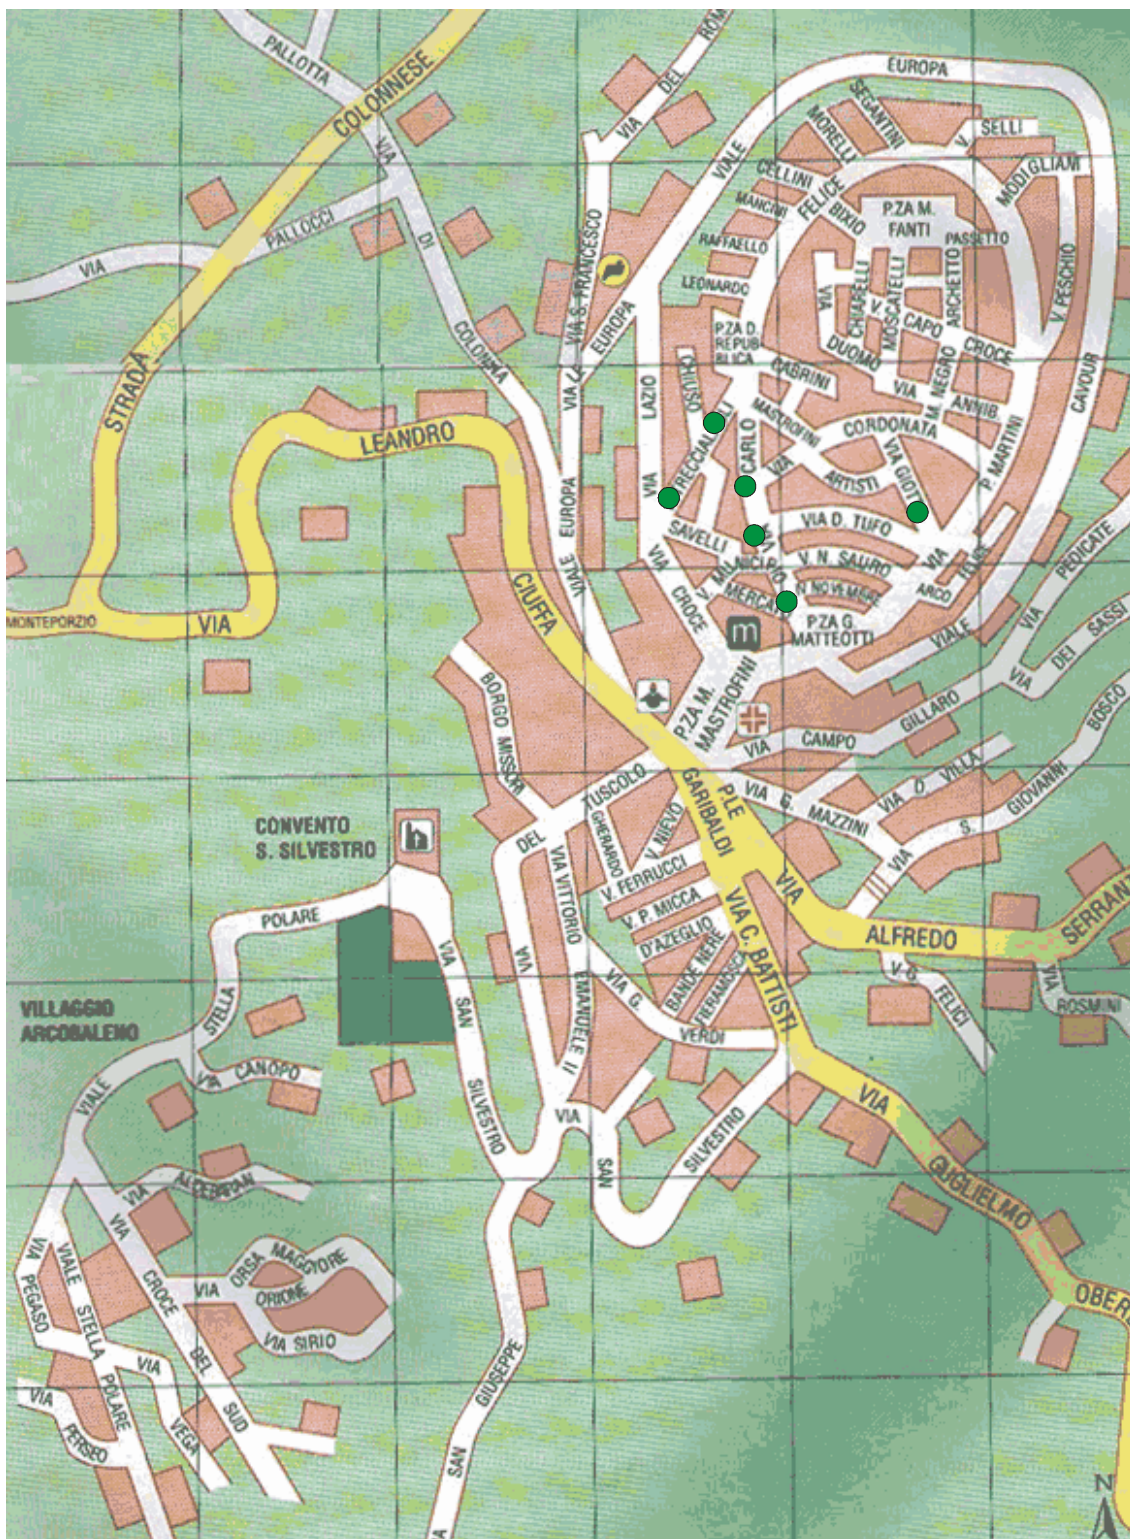 PALLOTTA
COLONNESE
VIA
DI
COLONNA
VIA
PALLOCCI
STRADA
VIA DEL
VIA S. FRANCESCO
VIALE
EUROPA
EUROPA
SEGANTINI
MORELLI
V. SELLI
MODIGLIANI
CELLINI
MANCINI
FELICE
BIXIO
P.ZA M.
FANTI
PASSETTO
RAFFAELLO
LEONARDO
VIA
CHIARELLI
V.
MOSCATELLI
ARCHETTO
CAPO
CROCE
V. PESCHIO
P.ZA D.
REPUB
BLICA
DUOMO
VIA
M. NEGRO
ANNIB.
CABRINI
CHIUSO
LAZIO
VIA
CAVOUR
MASTROFINI
CARLO
VIA
CORDONATA
P. MARTINI
VIA GIOTT
ARTISTI
LEANDRO
CIUFFA
VIALE EUROPA
SAVELLI
VIA D. TUFO
V. N. SAURO
VIA
V. MUNICIPIO
MERCAT
N NOVEMBRE
ARCO
VIA
CROCE
m
P.ZA G.
MATTEOTTI
VIALE
VIA
PEDICATE
VIA
DEI SASSI
MONTEPORZIO
VIA
BORGO MISSORI
P.ZA M.
MASTROFINI
VIA CAMPO GILLARO
BOSCO
GIOVANNI
S.
VIA
VIA D. VILLA
VIA G. MAZZINI
DEL TUSCOLO
P.LE
GARIBALDI
GHERARDO
V. NIEVO
V. FERRUCCI
V. P. MICCA
D'AZEGLIO
BANDE NERE
FIERAMOSCA
CONVENTO
S. SILVESTRO
VIA VITTORIO
EMANUELE II
VIA
VIA C. BATTISTI
VIA
ALFREDO
SERRANT
V. G.
FELICI
VIA
ROSMINI
POLARE
STELLA
VIALE
VIA
SAN
SILVESTRO
VIA G.
VERDI
VILLAGGIO
ARCOBALENO
VIA CANOPO
VIA
SAN
SILVESTRO
VIA
GUGLIELMO
OBER
VIA ALDEBARAN
VIA
PEGASO
VIALE
STELLA
POLARE
VIA
CROCE
DEL
SUD
VIA
ORSA MAGGIORE
ORIONE
VIA SIRIO
VIA
VEGA
VIA
PERSEO
GIUSEPPE
SAN
N